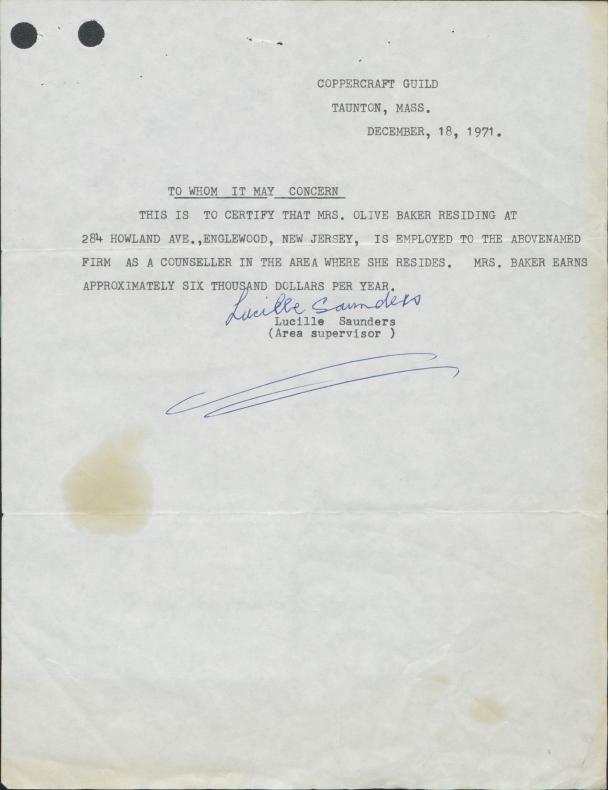 COPPERCRAFT GUILD
TAUNTON, MASS.
DECEMBER, 18, 1971.
TO WHOM IT MAY CONCERN
THIS IS TO CERTIFY THAT MRS. OLIVE BAKER RESIDING AT
284 HOWLAND AVE.,ENGLEWOOD, NEW JERSEY, IS EMPLOYED TO THE ABOVENAMED
FIRM AS A COUNSELLER IN THE AREA WHERE SHE RESIDES. MRS. BAKER EARNS
APPROXIMATELY SIX THOUSAND DOLLARS PER YEAR.
Lucille Saunders
Lucille Saunders
(Area supervisor )